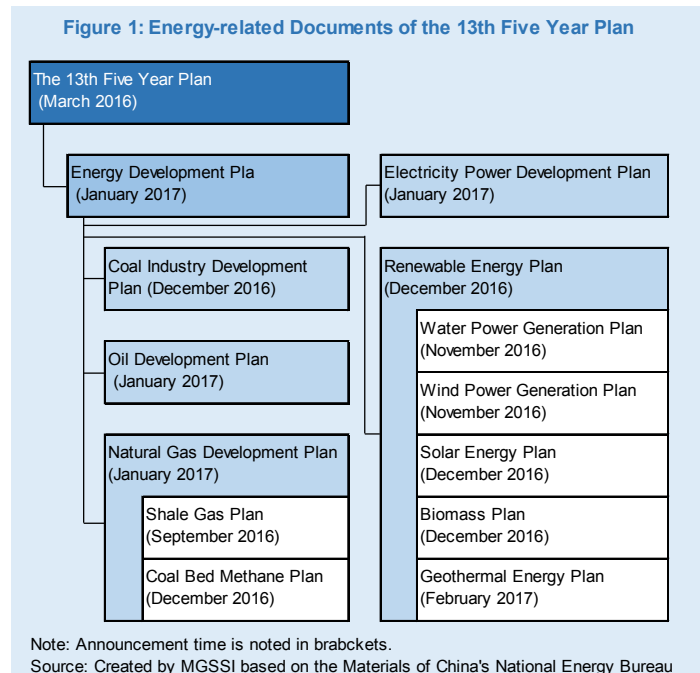 Figure 1: Energy-related Documents of the 13th Five Year Plan
The 13th Five Year Plan
(March 2016)
Energy Development Pla
(January 2017)
Electricity Power Development Plan
(January 2017)
Coal Industry Development
Plan (December 2016)
Renewable Energy Plan
(December 2016)
Water Power Generation Plan
(November 2016)
Oil Development Plan
(January 2017)
Wind Power Generation Plan
(November 2016)
Natural Gas Development Plan
(January 2017)
Solar Energy Plan
(December 2016)
Shale Gas Plan
(September 2016)
Biomass Plan
(December 2016)
Coal Bed Methane Plan
(December 2016)
Geothermal Energy Plan
(February 2017)
Note: Announcement time is noted in brabckets.
Source: Created by MGSSI based on the Materials of China's National Energy Bureau